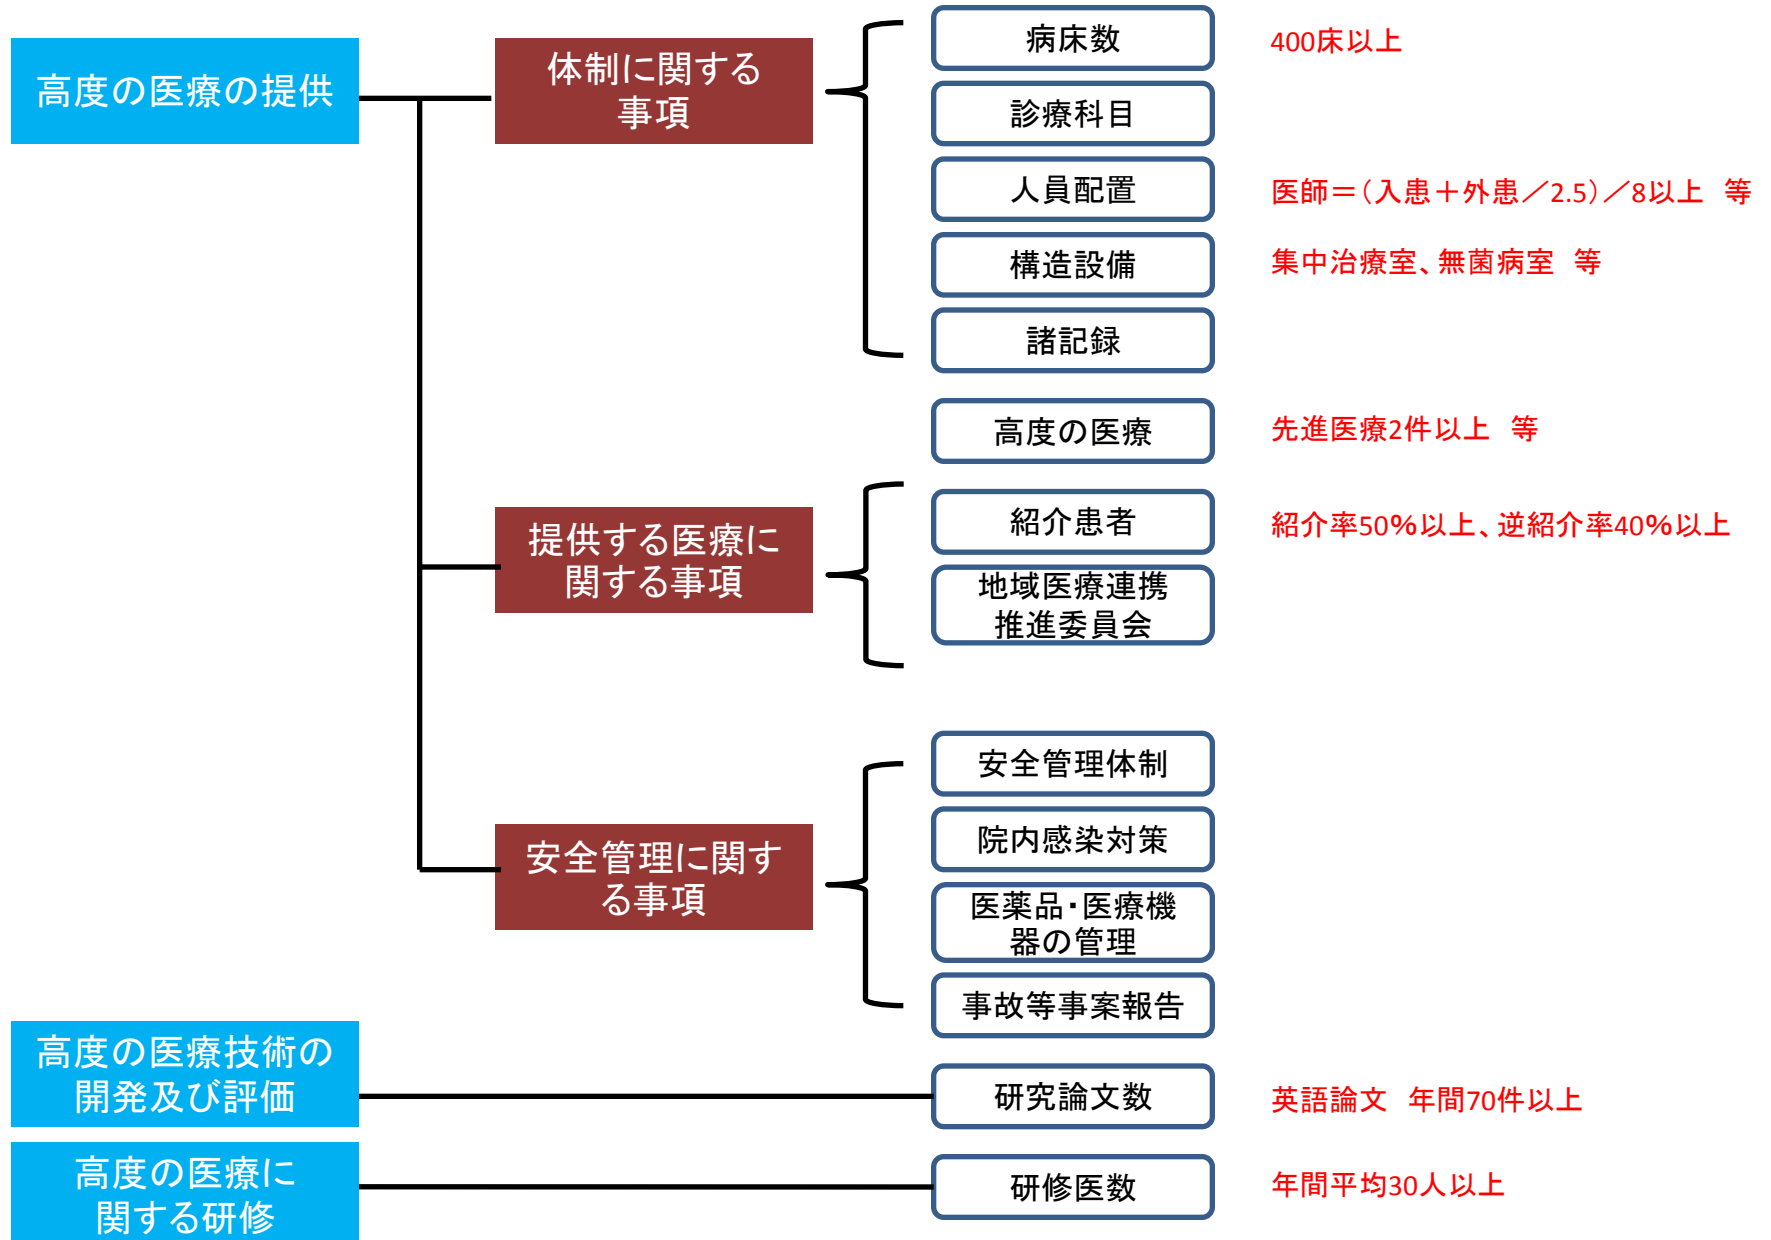 高度の医療の提供
体制に関する
事項
病床数
400床以上
診療科目
人員配置
医師＝（入患＋外患／2.5）／8以上　等
構造設備
集中治療室、無菌病室　等
諸記録
高度の医療
先進医療2件以上　等
提供する医療に
関する事項
紹介患者
紹介率50％以上、逆紹介率40％以上
地域医療連携
推進委員会
安全管理に関す
る事項
安全管理体制
院内感染対策
医薬品・医療機
器の管理
事故等事案報告
高度の医療技術の
開発及び評価
研究論文数
英語論文　年間70件以上
高度の医療に
関する研修
研修医数
年間平均30人以上